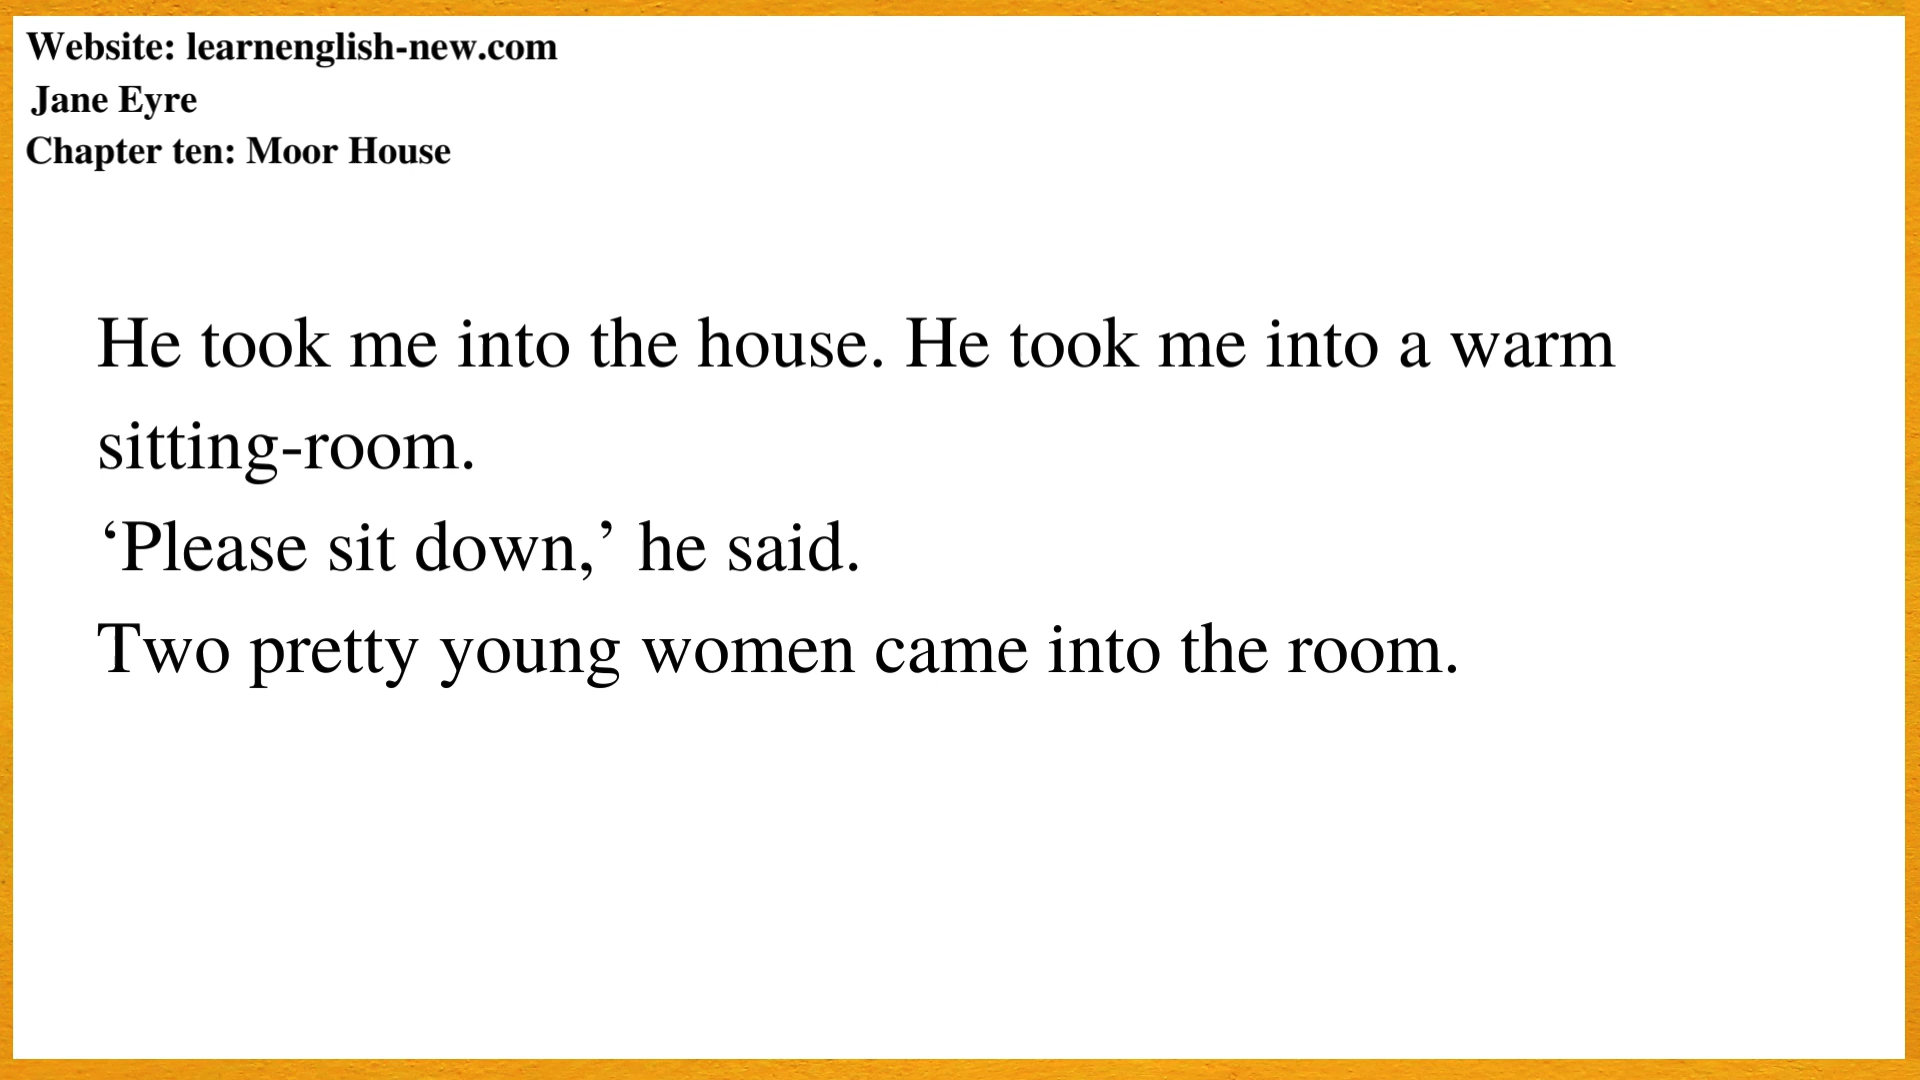 Website: learnenglish-new.com
Jane Eyre
Chapter ten: Moor House
He took me into the house. He took me into a warm
sitting-room.
‘Please sit down,’ he said.
Two pretty young women came into the room.